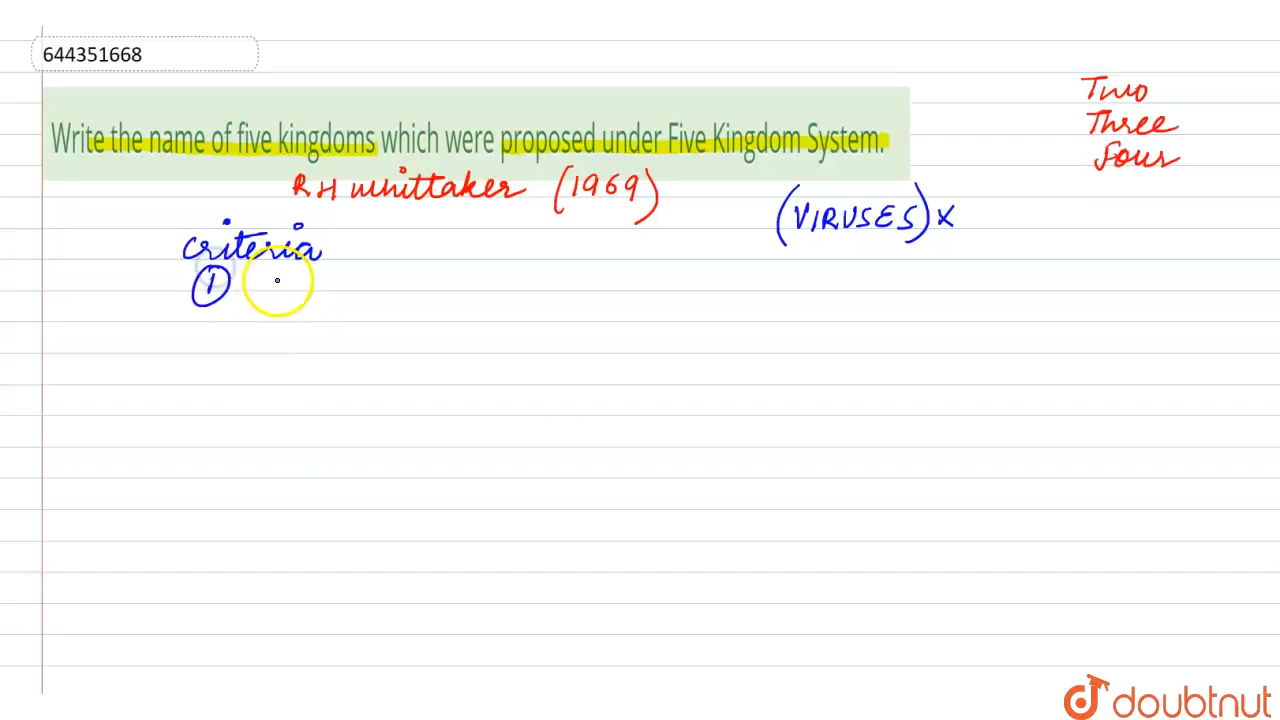 644351668
Write the name of five kingdoms which were proposed under Five Kingdom System.
Two
Three
Four
R H Whittaker (1969)
(VIRUSES) x
criteria
1
doubtnut